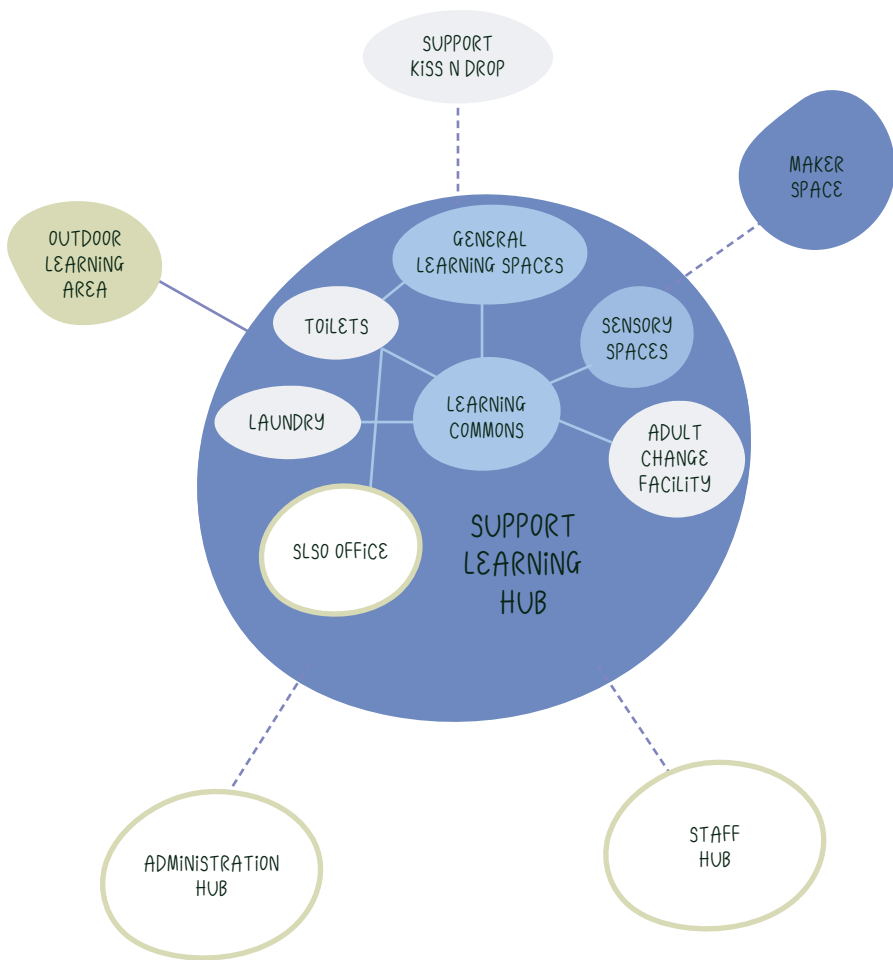 SUPPORT
KISS N DROP
MAKER
SPACE
OUTDOOR
LEARNING
AREA
GENERAL
LEARNING SPACES
TOILETS
SENSORY
SPACES
LEARNING
COMMONS
LAUNDRY
ADULT
CHANGE
FACILITY
SLSO OFFICE
SUPPORT
LEARNING
HUB
ADMINISTRATION
HUB
STAFF
HUB